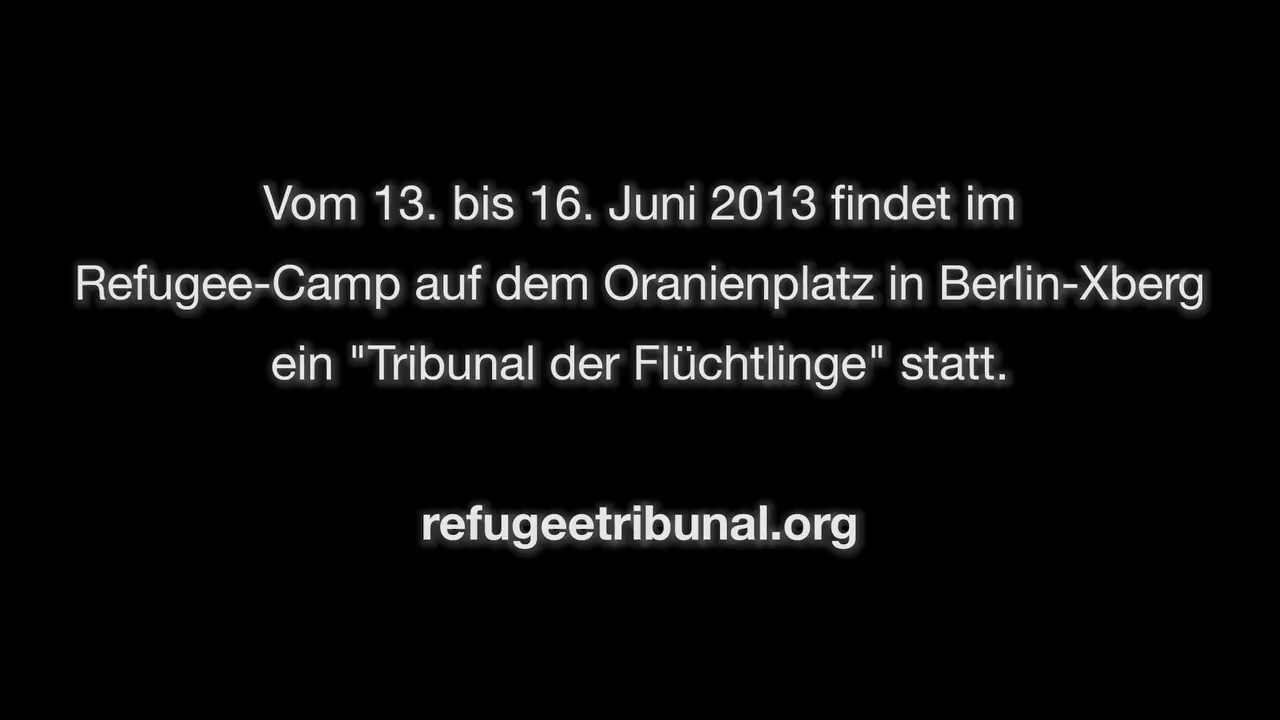 Vom 13. bis 16. Juni 2013 findet im
Refugee-Camp auf dem Oranienplatz in Berlin-Xberg
ein "Tribunal der Flüchtlinge" statt.
refugeetribunal.org